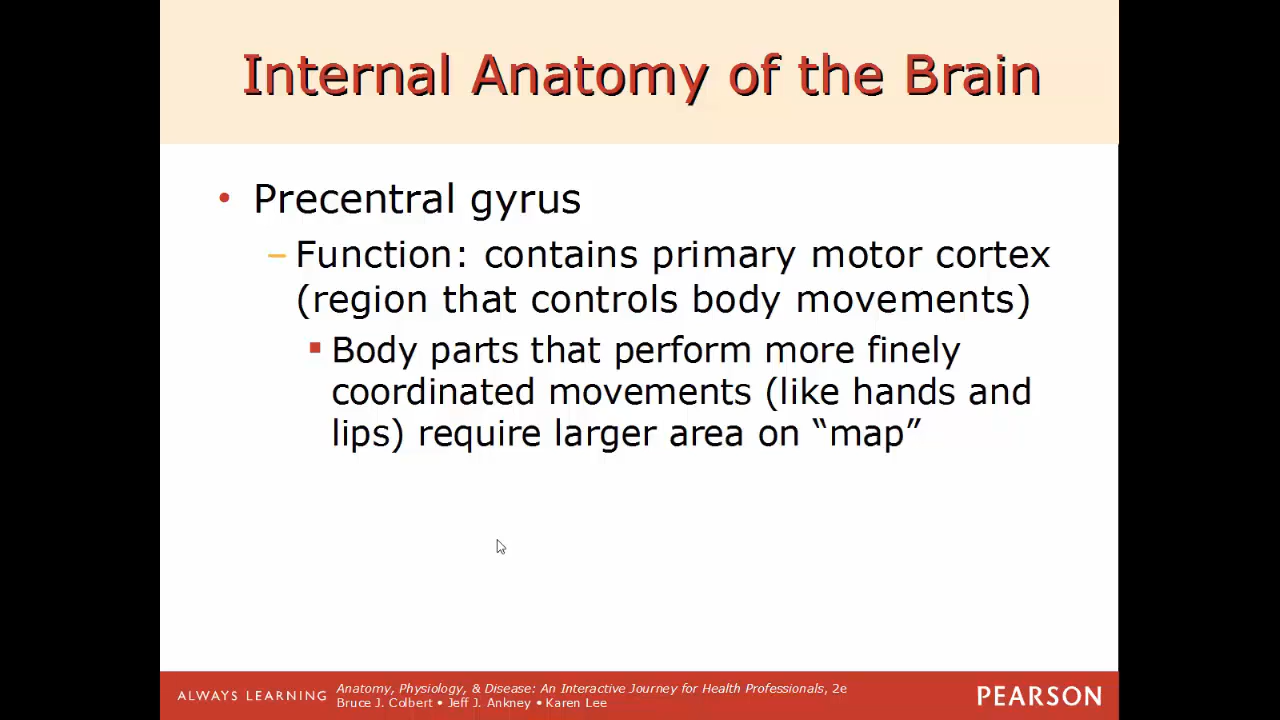 Internal Anatomy of the Brain
• Precentral gyrus
– Function: contains primary motor cortex
(region that controls body movements)
▪ Body parts that perform more finely
coordinated movements (like hands and
lips) require larger area on “map”
ALWAYS LEARNING
Anatomy, Physiology, & Disease: An Interactive Journey for Health Professionals, 2e
Bruce J. Colbert • Jeff J. Ankney • Karen Lee
PEARSON